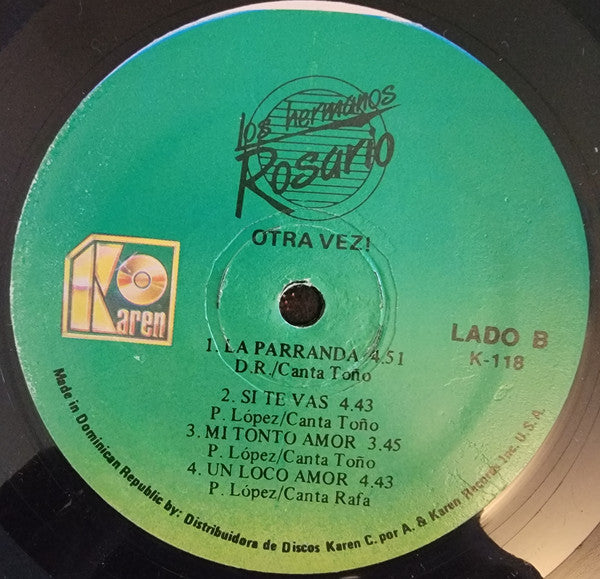 los hermanos
Rosario
OTRA VEZ!
Karen
LADO B
K-118
1. LA PARRANDA 4.51
D.R./Canta Toño
2. SI TE VAS 4.43
P. López/Canta Toño
3. MI TONTO AMOR 3.45
P. López/Canta Toño
4. UN LOCO AMOR 4.43
P. López/Canta Rafa
Made in Dominican Republic by: Distribuidora de Discos Karen C. por A. & Karen Records Inc. U.S.A.